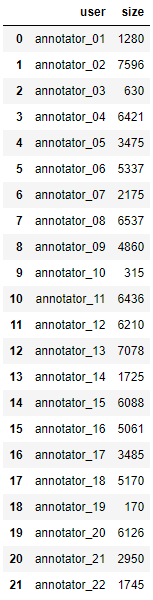 user size
0 annotator_01 1280
1 annotator_02 7596
2 annotator_03 630
3 annotator_04 6421
4 annotator_05 3475
5 annotator_06 5337
6 annotator_07 2175
7 annotator_08 6537
8 annotator_09 4860
9 annotator_10 315
10 annotator_11 6436
11 annotator_12 6210
12 annotator_13 7078
13 annotator_14 1725
14 annotator_15 6088
15 annotator_16 5061
16 annotator_17 3485
17 annotator_18 5170
18 annotator_19 170
19 annotator_20 6126
20 annotator_21 2950
21 annotator_22 1745